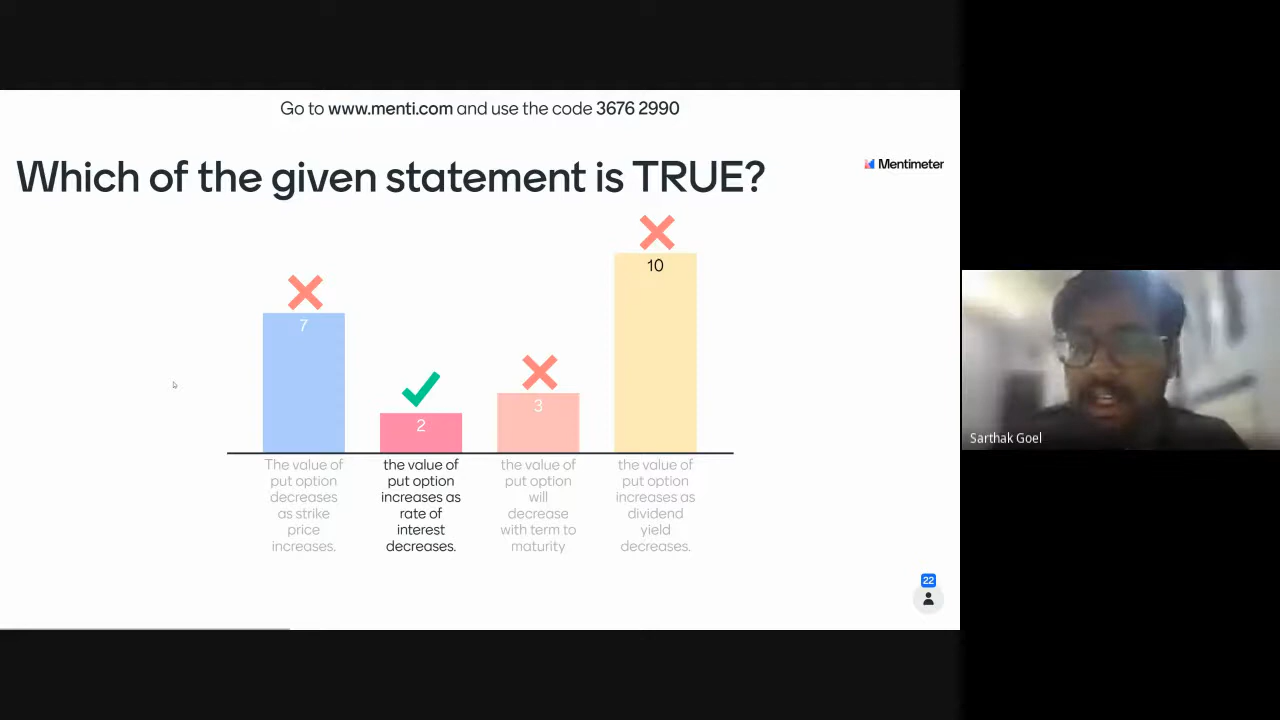 Go to www.menti.com and use the code 3676 2990
Which of the given statement is TRUE?
Mentimeter
7
2
3
10
The value of
put option
decreases
as strike
price
increases.
the value of
put option
increases as
rate of
interest
decreases.
the value of
put option
will
decrease
with term to
maturity
the value of
put option
increases as
dividend
yield
decreases.
22
Sarthak Goel